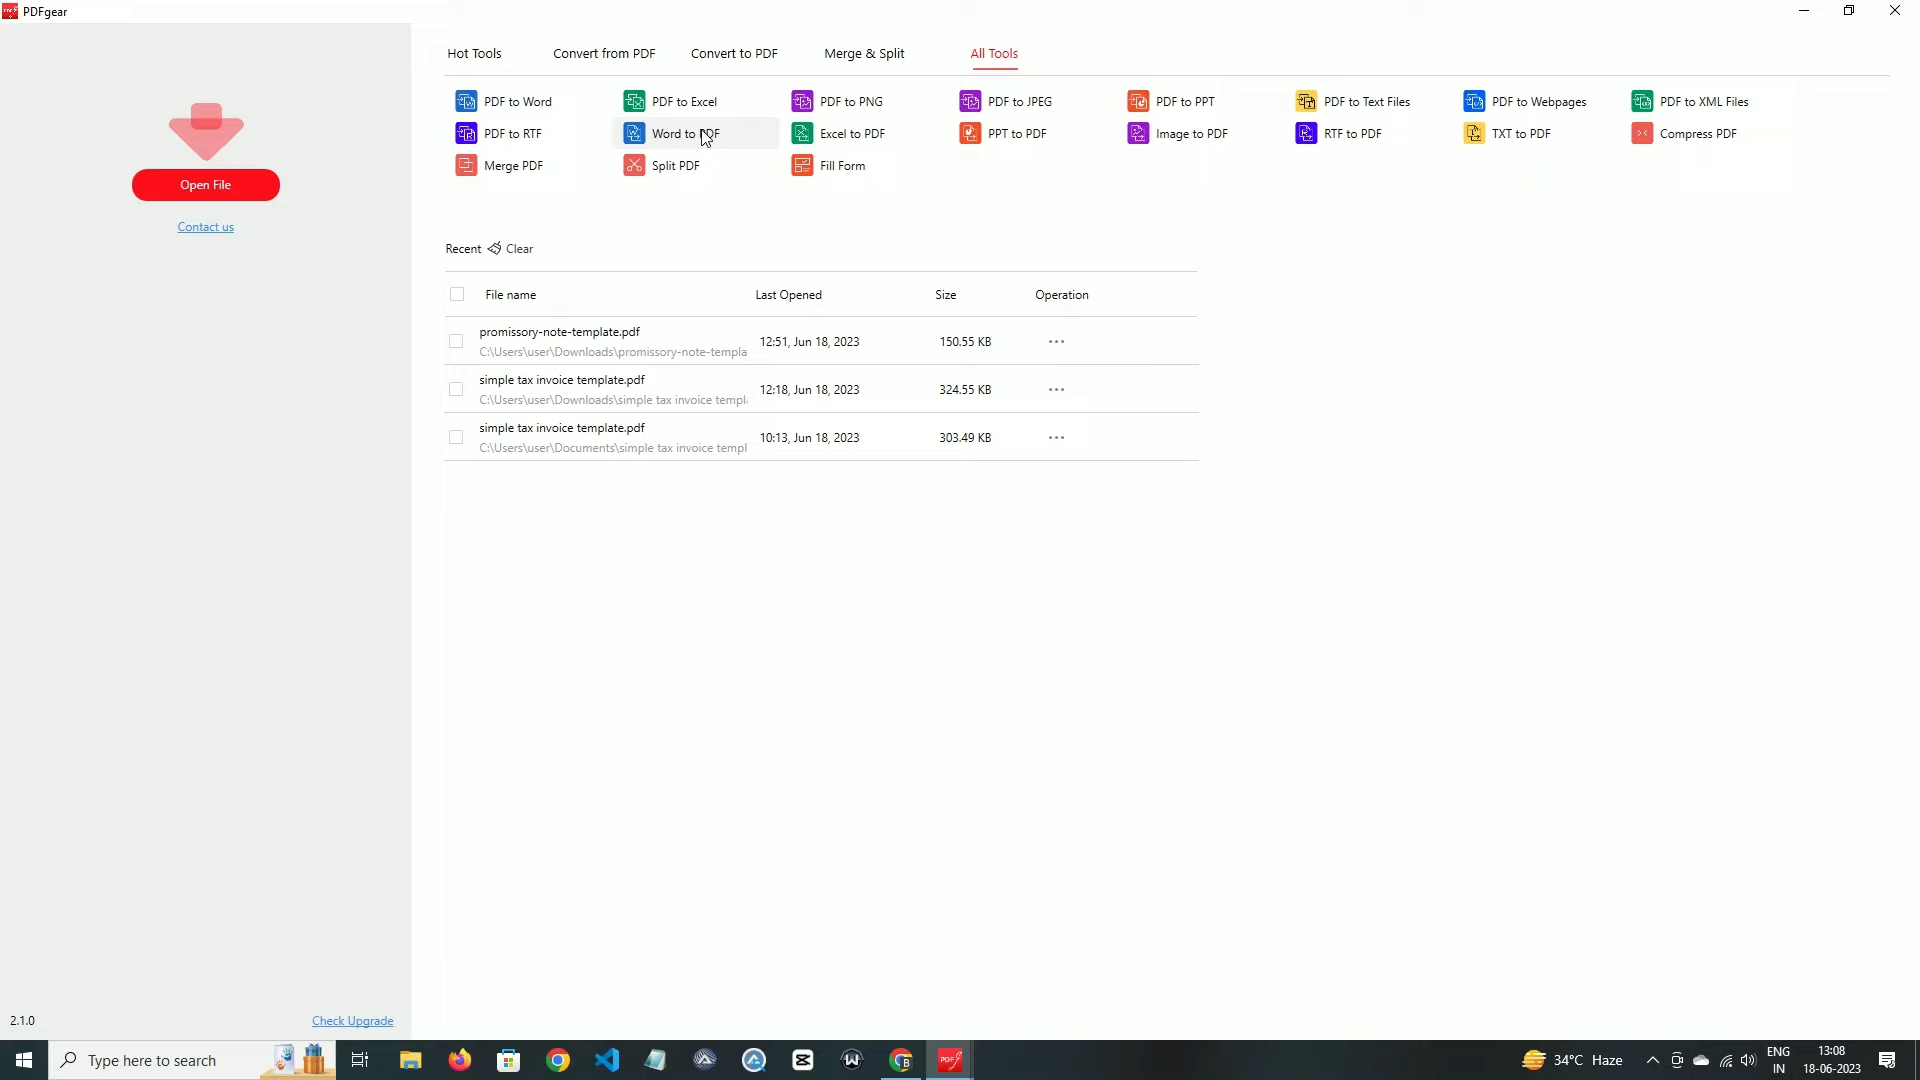 PDFgear
Hot Tools Convert from PDF Convert to PDF Merge & Split All Tools
PDF to Word PDF to Excel PDF to PNG PDF to JPEG PDF to PPT PDF to Text Files PDF to Webpages PDF to XML Files
PDF to RTF Word to PDF Excel to PDF PPT to PDF Image to PDF RTF to PDF TXT to PDF Compress PDF
Merge PDF Split PDF Fill Form
Open File
Contact us
Recent Clear
File name Last Opened Size Operation
promissory-note-template.pdf
C:\Users\user\Downloads\promissory-note-templa
12:51, Jun 18, 2023 150.55 KB
simple tax invoice template.pdf
C:\Users\user\Downloads\simple tax invoice templ
12:18, Jun 18, 2023 324.55 KB
simple tax invoice template.pdf
C:\Users\user\Documents\simple tax invoice templ
10:13, Jun 18, 2023 303.49 KB
2.1.0 Check Upgrade
Type here to search
34°C Haze
ENG
IN
13:08
18-06-2023